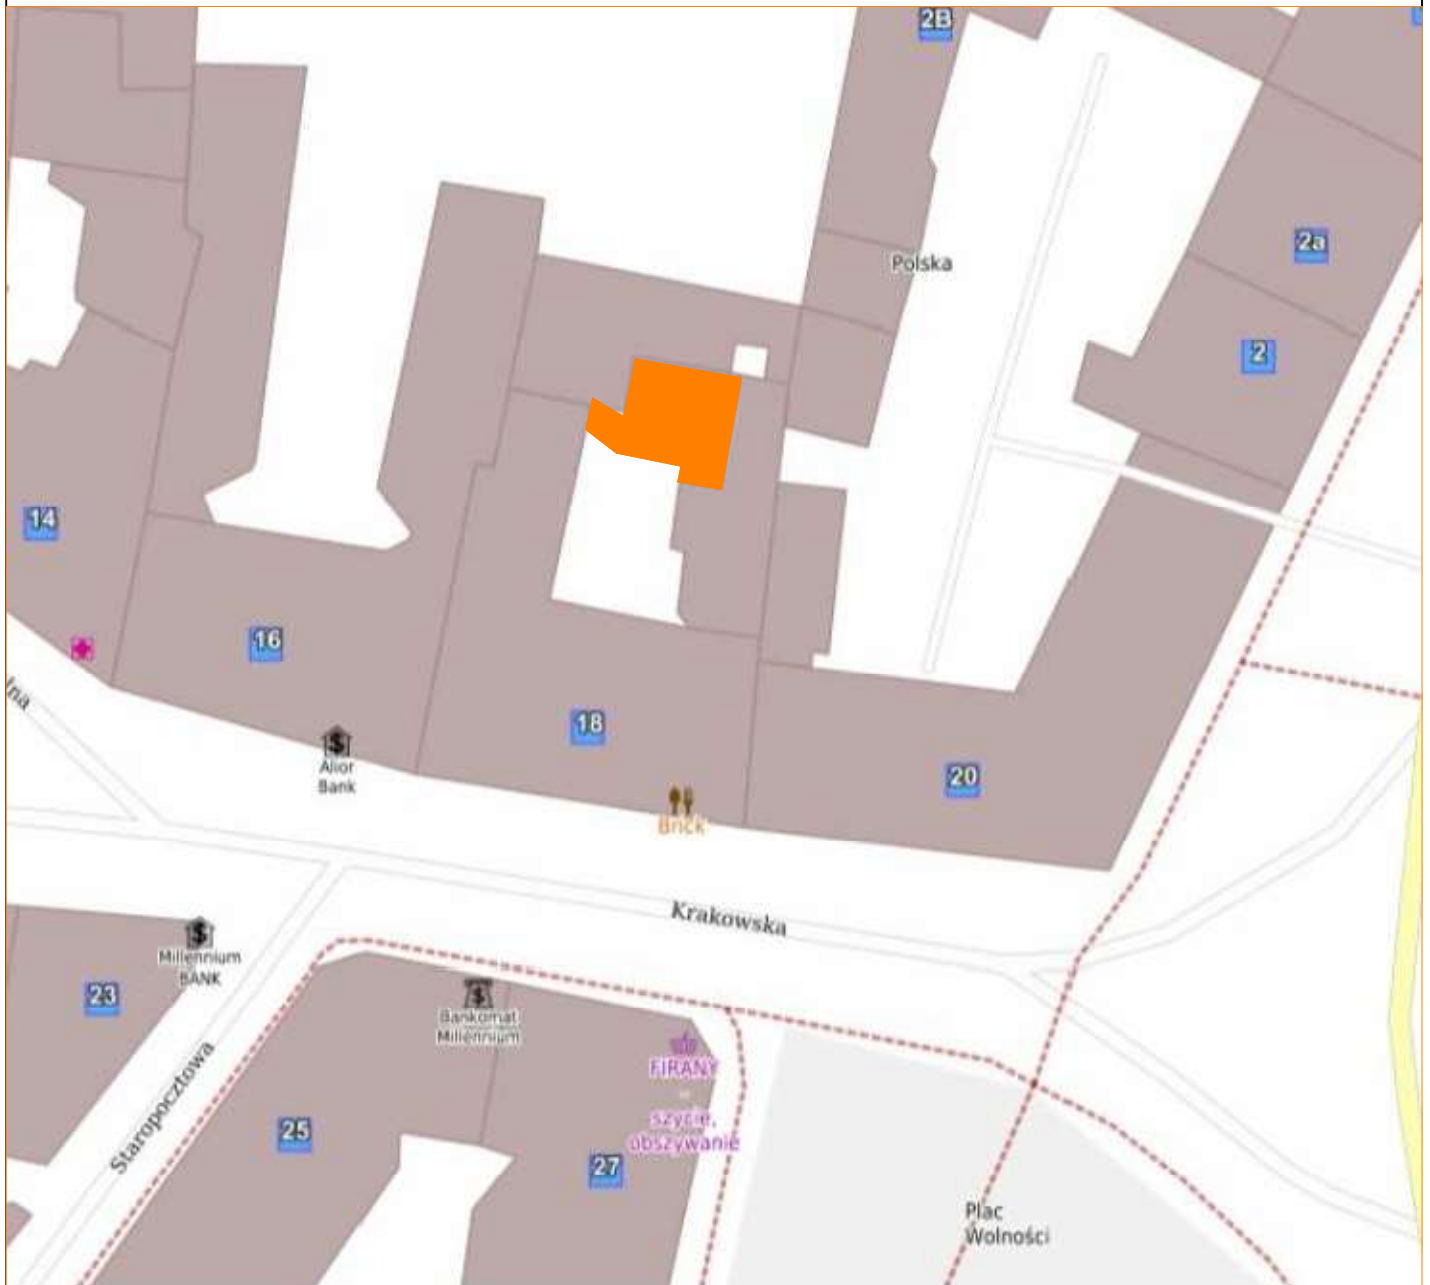 2B
2a
Polska
2
14
16
18
20
lna
Alior
Bank
Brick
Krakowska
Millennium
BANK
23
Bankomat
Millennium
FIRANY
-
szycie,
obszywanie
Staropocztowa
25
27
Plac
Wolności